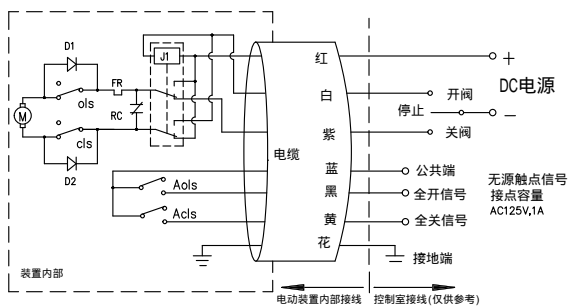 D1
J1
红
+
FR
DC电源
白
开阀
ols
停止
−
M
RC
紫
关阀
cls
电缆
D2
蓝
公共端
无源触点信号
Aols
黑
全开信号
接点容量
AC125V,1A
Acls
黄
全关信号
花
接地端
装置内部
电动装置内部接线
控制室接线(仅供参考)